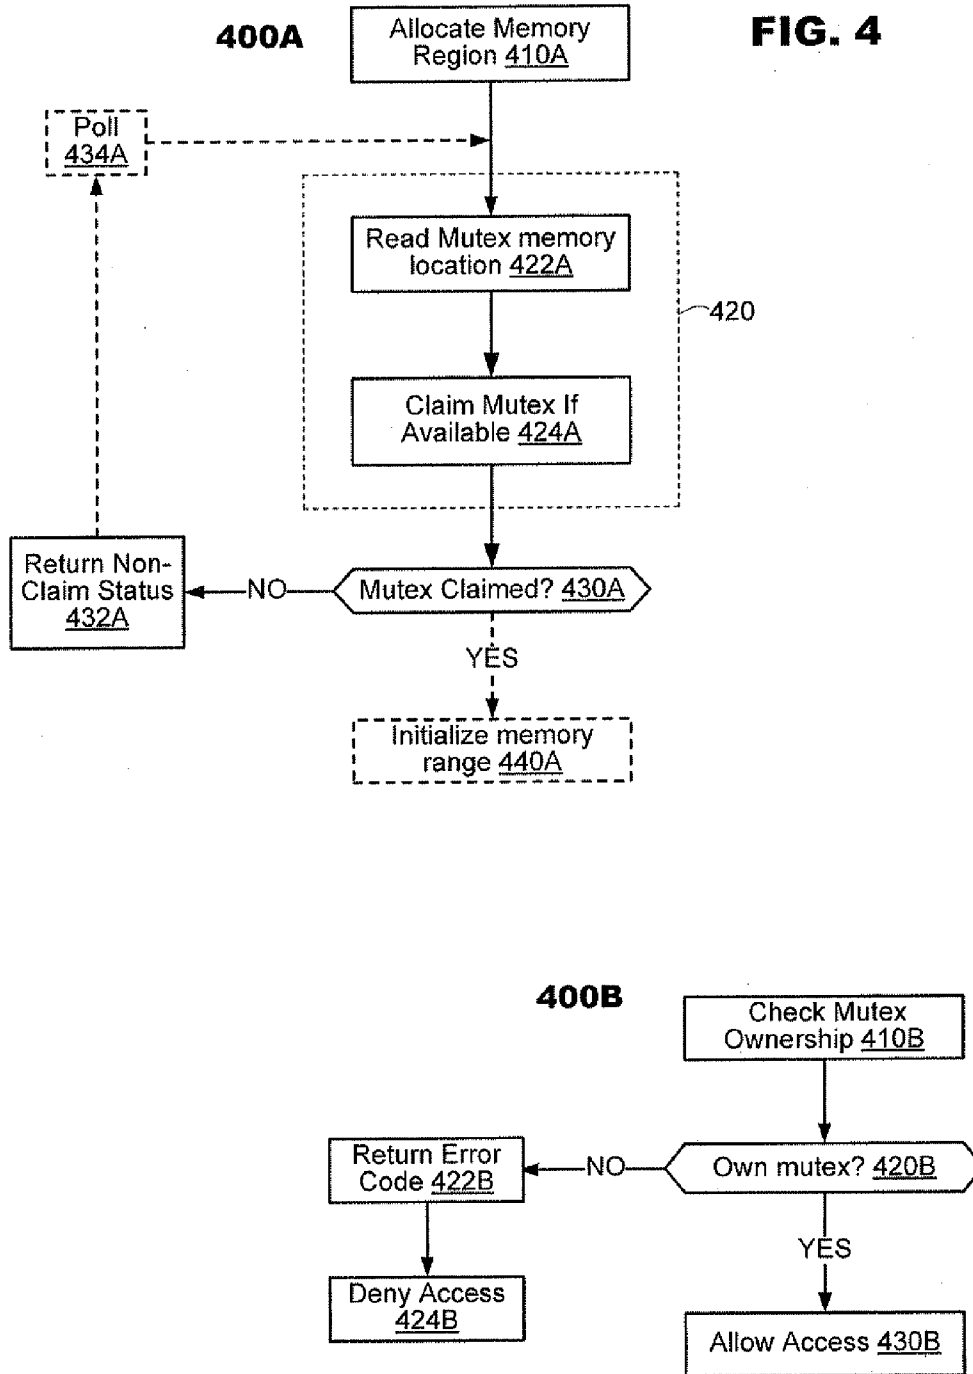 400A
FIG. 4
Allocate Memory
Region 410A
Poll
434A
Read Mutex memory
location 422A
420
Claim Mutex If
Available 424A
Return Non-
Claim Status
432A
NO
Mutex Claimed? 430A
YES
Initialize memory
range 440A
400B
Check Mutex
Ownership 410B
Return Error
Code 422B
NO
Own mutex? 420B
YES
Deny Access
424B
Allow Access 430B